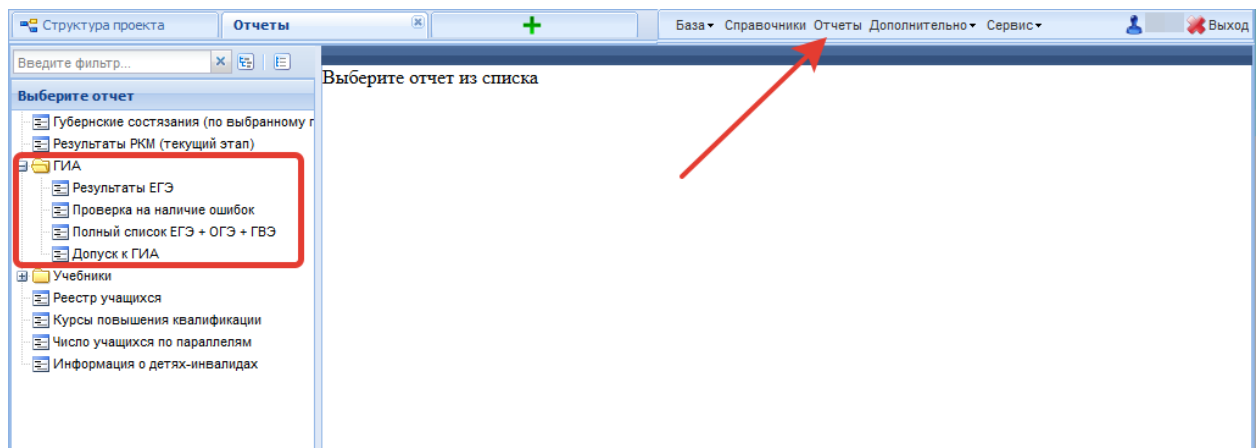 Структура проекта
Отчеты
База Справочники Отчеты Дополнительно Сервис Выход
Введите фильтр...
Выберите отчет из списка
Выберите отчет
Губернские состязания (по выбранному г
Результаты РКМ (текущий этап)
ГИА
Результаты ЕГЭ
Проверка на наличие ошибок
Полный список ЕГЭ + ОГЭ + ГВЭ
Допуск к ГИА
Учебники
Реестр учащихся
Курсы повышения квалификации
Число учащихся по параллелям
Информация о детях-инвалидах